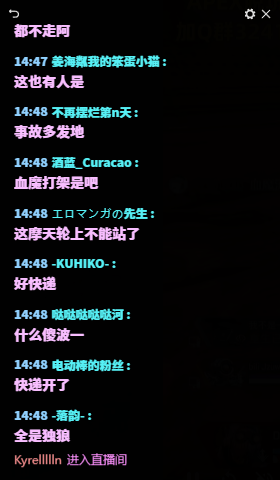 都不走阿
14:47 姜海粼我的笨蛋小猫：
这也有人是
14:48 不再摆烂第n天：
事故多发地
14:48 酒蓝_Curacao：
血魔打架是吧
14:48 エロマンガの先生：
这摩天轮上不能站了
14:48 -KUHIKO-：
好快递
14:48 哒哒哒哒哒河：
什么傻波一
14:48 电动棒的粉丝：
快递开了
14:48 -落韵-：
全是独狼
Kyrelllln 进入直播间